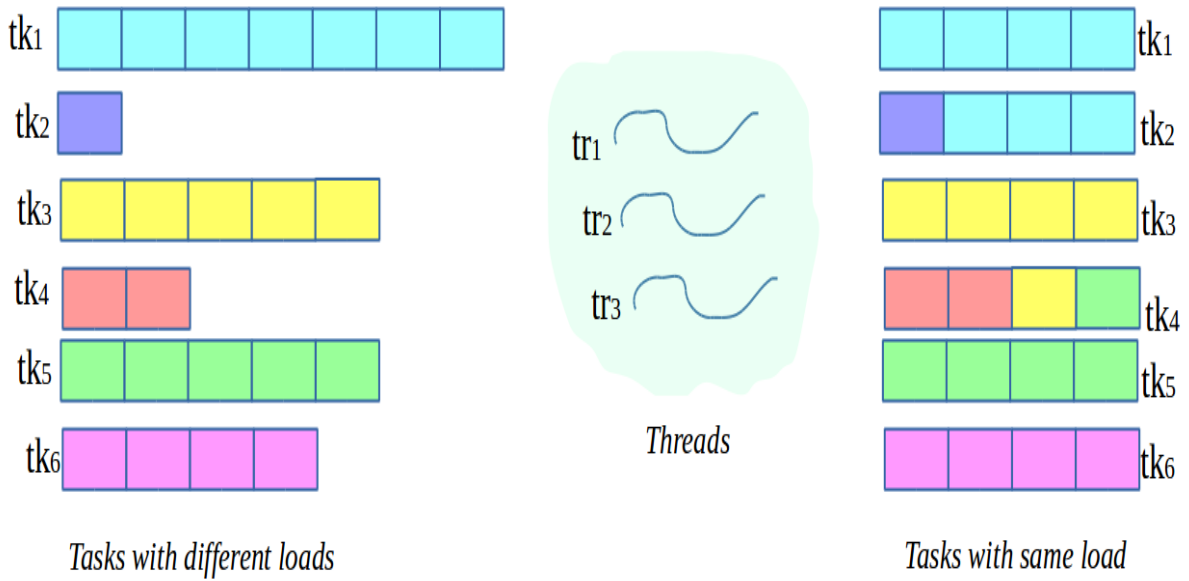 tk1
tk2
tk3
tk4
tk5
tk6
Tasks with different loads
tr1
tr2
tr3
Threads
tk1
tk2
tk3
tk4
tk5
tk6
Tasks with same load